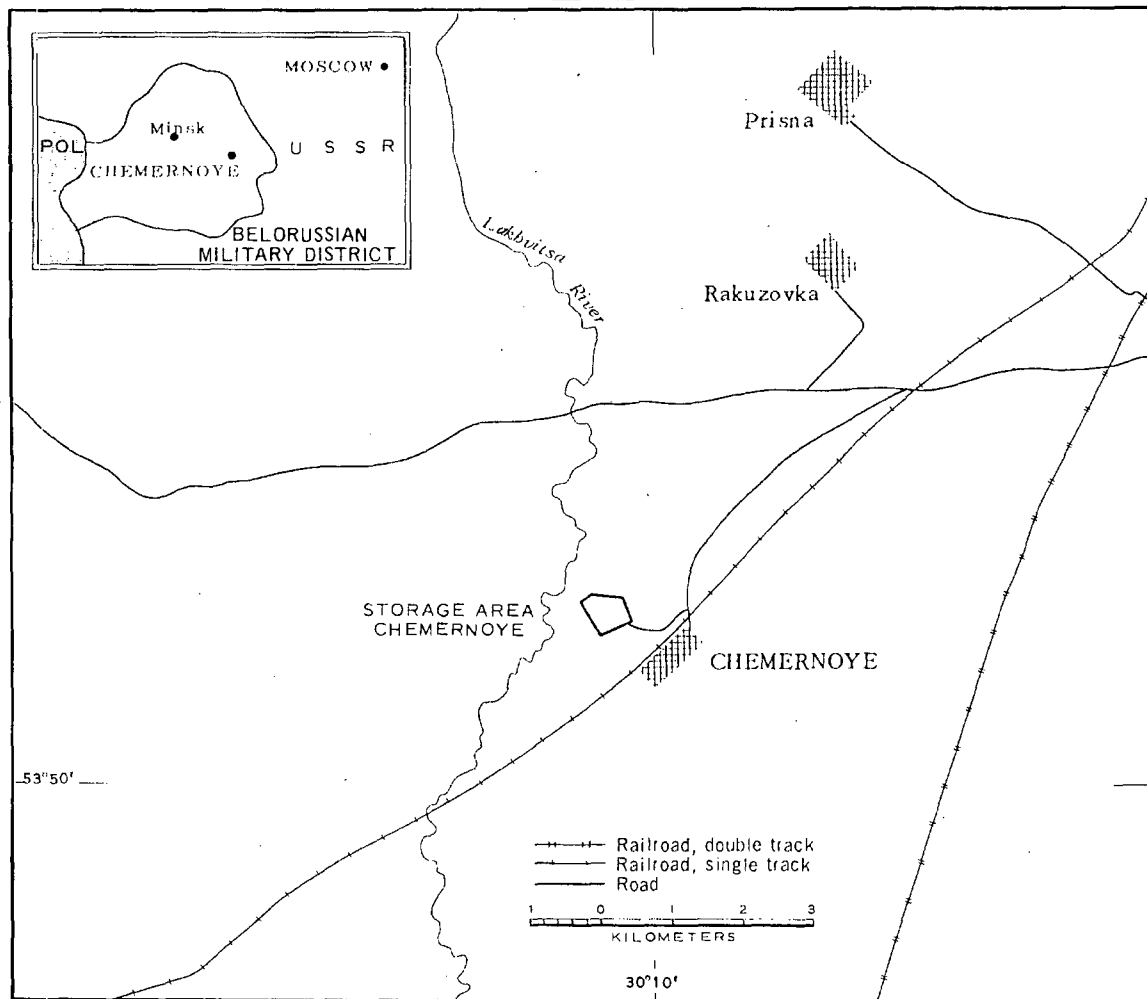 MOSCOW
Minsk
POL
U S S R
CHEMERNOYE
BELORUSSIAN
MILITARY DISTRICT
Prisna
Lakhvitsa
River
Rakuzovka
STORAGE AREA
CHEMERNOYE
CHEMERNOYE
53°50'
Railroad, double track
Railroad, single track
Road
1 0 1 2 3
KILOMETERS
30°10'